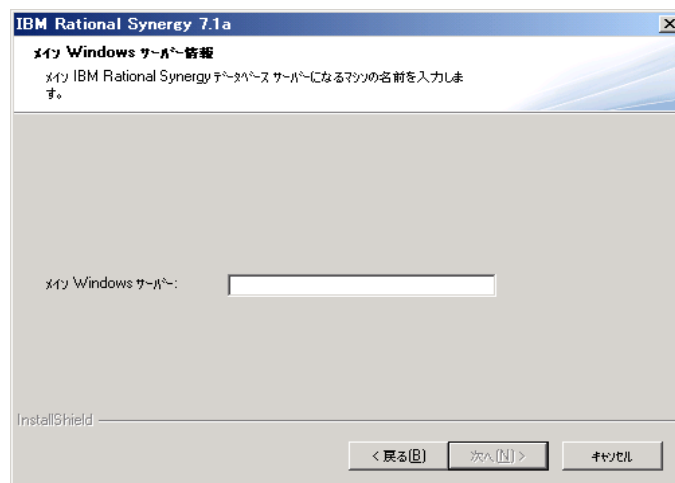 IBM Rational Synergy 7.1a
メイン Windows サーバー情報
メイン IBM Rational Synergy データベース サーバーになるマシンの名前を入力しま
す。
メイン Windows サーバー:
InstallShield
< 戻る(B)
次へ(N) >
キャンセル